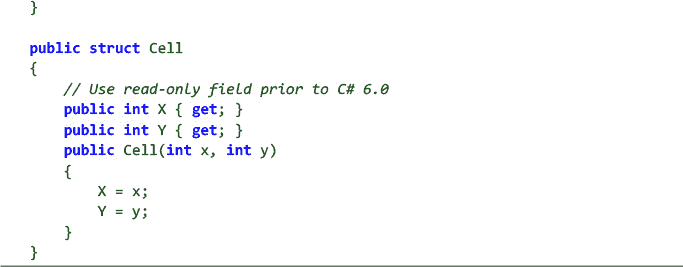 }
public struct Cell
{
// Use read-only field prior to C# 6.0
public int X { get; }
public int Y { get; }
public Cell(int x, int y)
{
X = x;
Y = y;
}
}